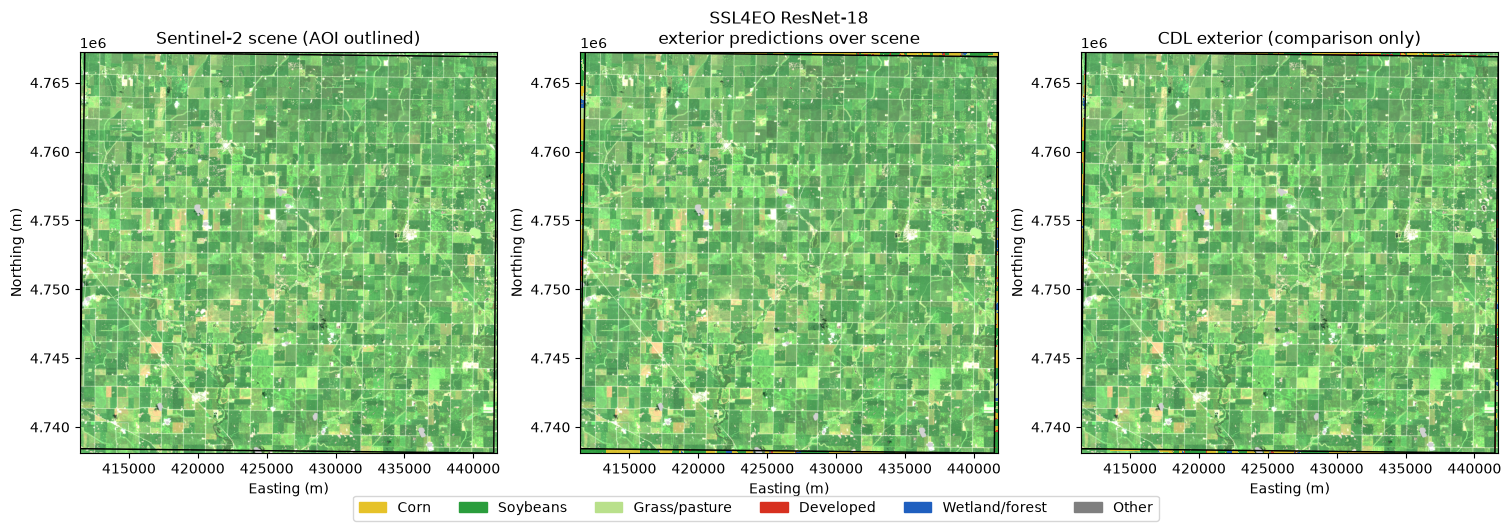 Sentinel-2 scene (AOI outlined)
1e6
4.765
4.760
4.755
4.750
4.745
4.740
Northing (m)
415000 420000 425000 430000 435000 440000
Easting (m)
SSL4EO ResNet-18
exterior predictions over scene
1e6
4.765
4.760
4.755
4.750
4.745
4.740
Northing (m)
415000 420000 425000 430000 435000 440000
Easting (m)
CDL exterior (comparison only)
1e6
4.765
4.760
4.755
4.750
4.745
4.740
Northing (m)
415000 420000 425000 430000 435000 440000
Easting (m)
Corn Soybeans Grass/pasture Developed Wetland/forest Other